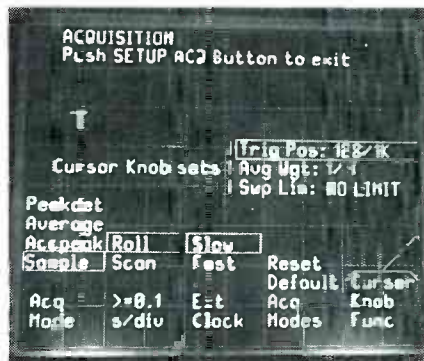 ACQUISITION
Push SETUP ACQ Button to exit
T
Cursor Knob sets
Trig Pos: 128/1K
Avg Wgt: 1/4
Swp Lim: NO LIMIT
Peakdet
Average
Accpeak Roll Slow
Sample Scan Fast Reset
Default Cursor
Acq >=0.1 Ext Acq Knob
Mode s/div Clock Modes Func